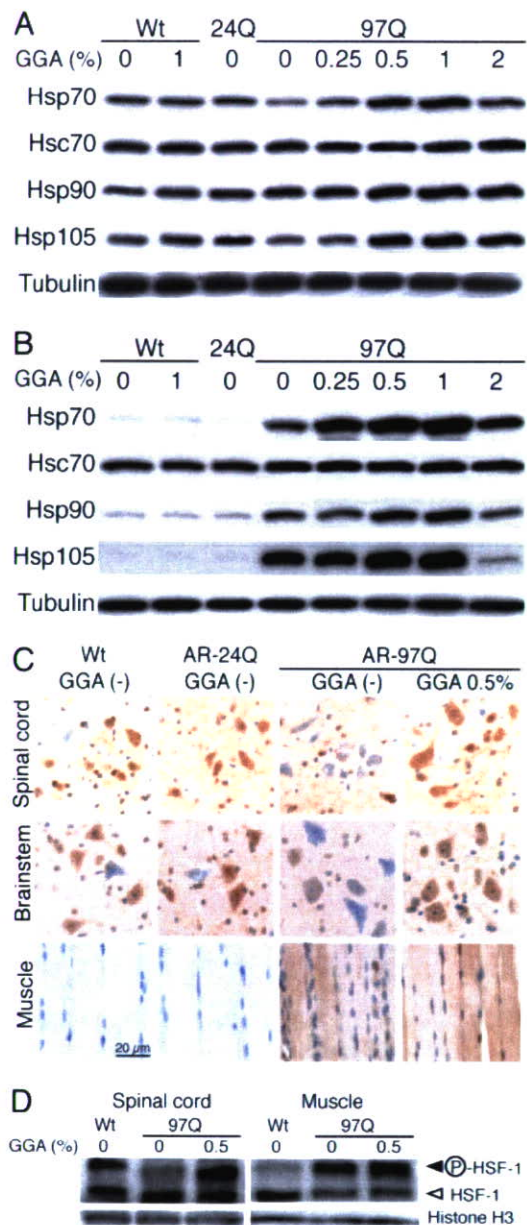 A
Wt 24Q 97Q
GGA (%) 0 1 0 0 0.25 0.5 1 2
Hsp70
Hsc70
Hsp90
Hsp105
Tubulin
B
Wt 24Q 97Q
GGA (%) 0 1 0 0 0.25 0.5 1 2
Hsp70
Hsc70
Hsp90
Hsp105
Tubulin
C
Wt AR-24Q AR-97Q
GGA (-) GGA (-) GGA (-) GGA 0.5%
Spinal cord
Brainstem
Muscle
20 µm
D
Spinal cord Muscle
Wt 97Q Wt 97Q
GGA (%) 0 0 0.5 0 0 0.5
Ⓟ-HSF-1
HSF-1
Histone H3